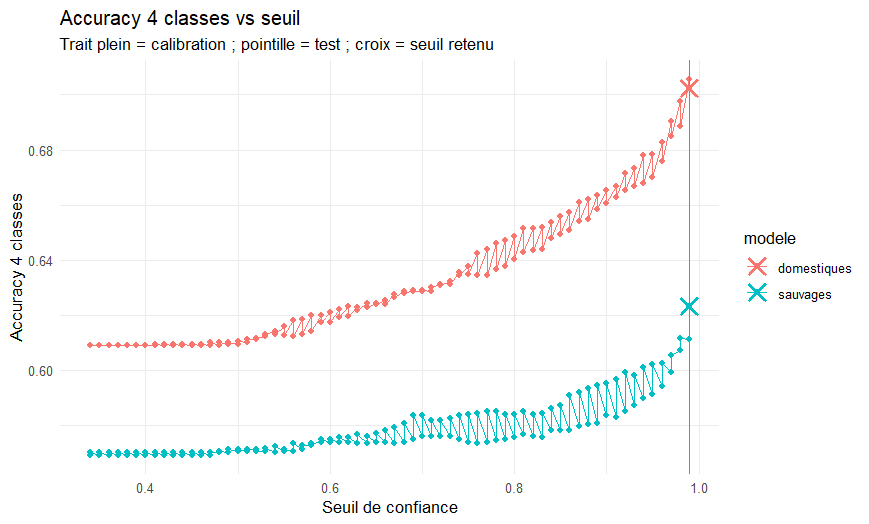 Accuracy 4 classes vs seuil
Trait plein = calibration ; pointille = test ; croix = seuil retenu
Accuracy 4 classes
0.68
0.64
0.60
0.4
0.6
0.8
1.0
Seuil de confiance
modele
domestiques
sauvages